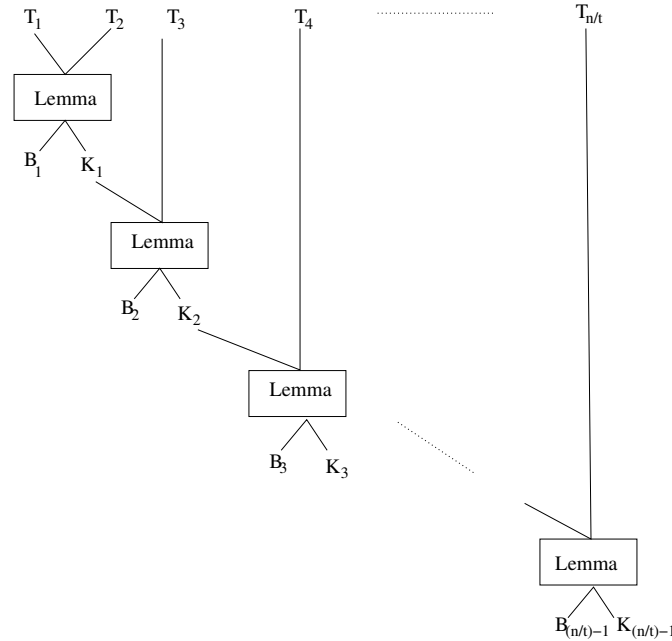 T1 T2 T3 T4 Tn/t
Lemma
B1 K1
Lemma
B2 K2
Lemma
B3 K3
Lemma
B(n/t)−1 K(n/t)−1